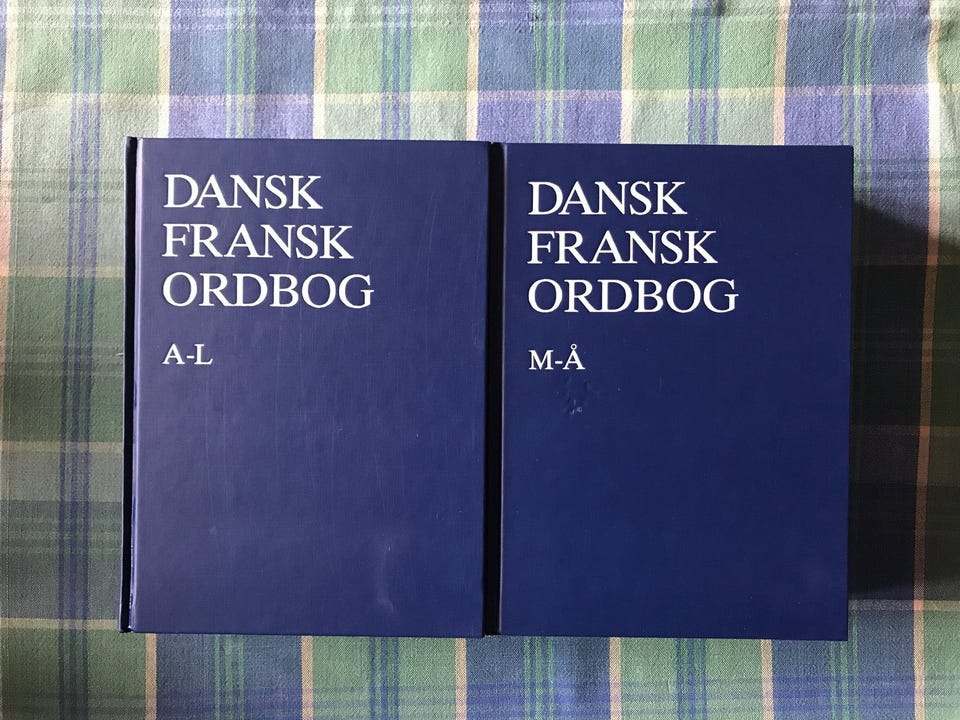 DANSK
FRANSK
ORDBOG
A-L
DANSK
FRANSK
ORDBOG
M-Å